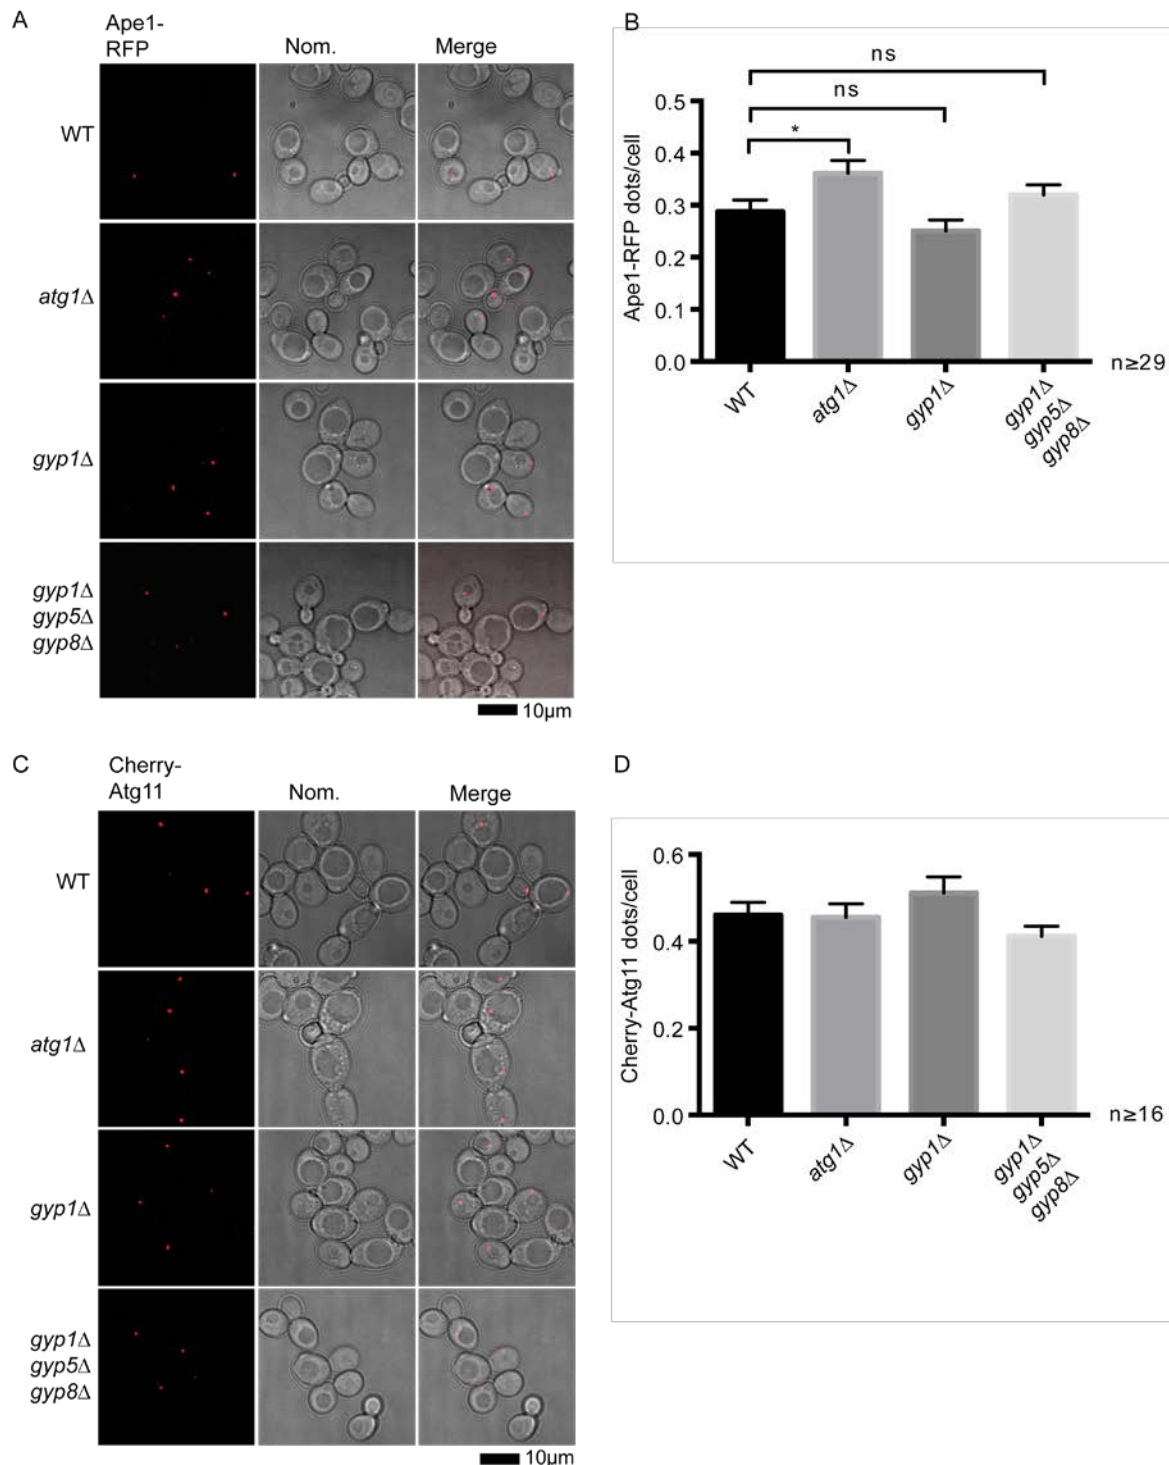 A
Ape1-
RFP
Nom.
Merge
WT
atg1Δ
gyp1Δ
gyp1Δ
gyp5Δ
gyp8Δ
10µm
B
ns
ns
*
Ape1-RFP dots/cell
0.5
0.4
0.3
0.2
0.1
0.0
n≥29
WT
atg1Δ
gyp1Δ
gyp1Δ
gyp5Δ
gyp8Δ
C
Cherry-
Atg11
Nom.
Merge
WT
atg1Δ
gyp1Δ
gyp1Δ
gyp5Δ
gyp8Δ
10µm
D
Cherry-Atg11 dots/cell
0.6
0.4
0.2
0.0
n≥16
WT
atg1Δ
gyp1Δ
gyp1Δ
gyp5Δ
gyp8Δ